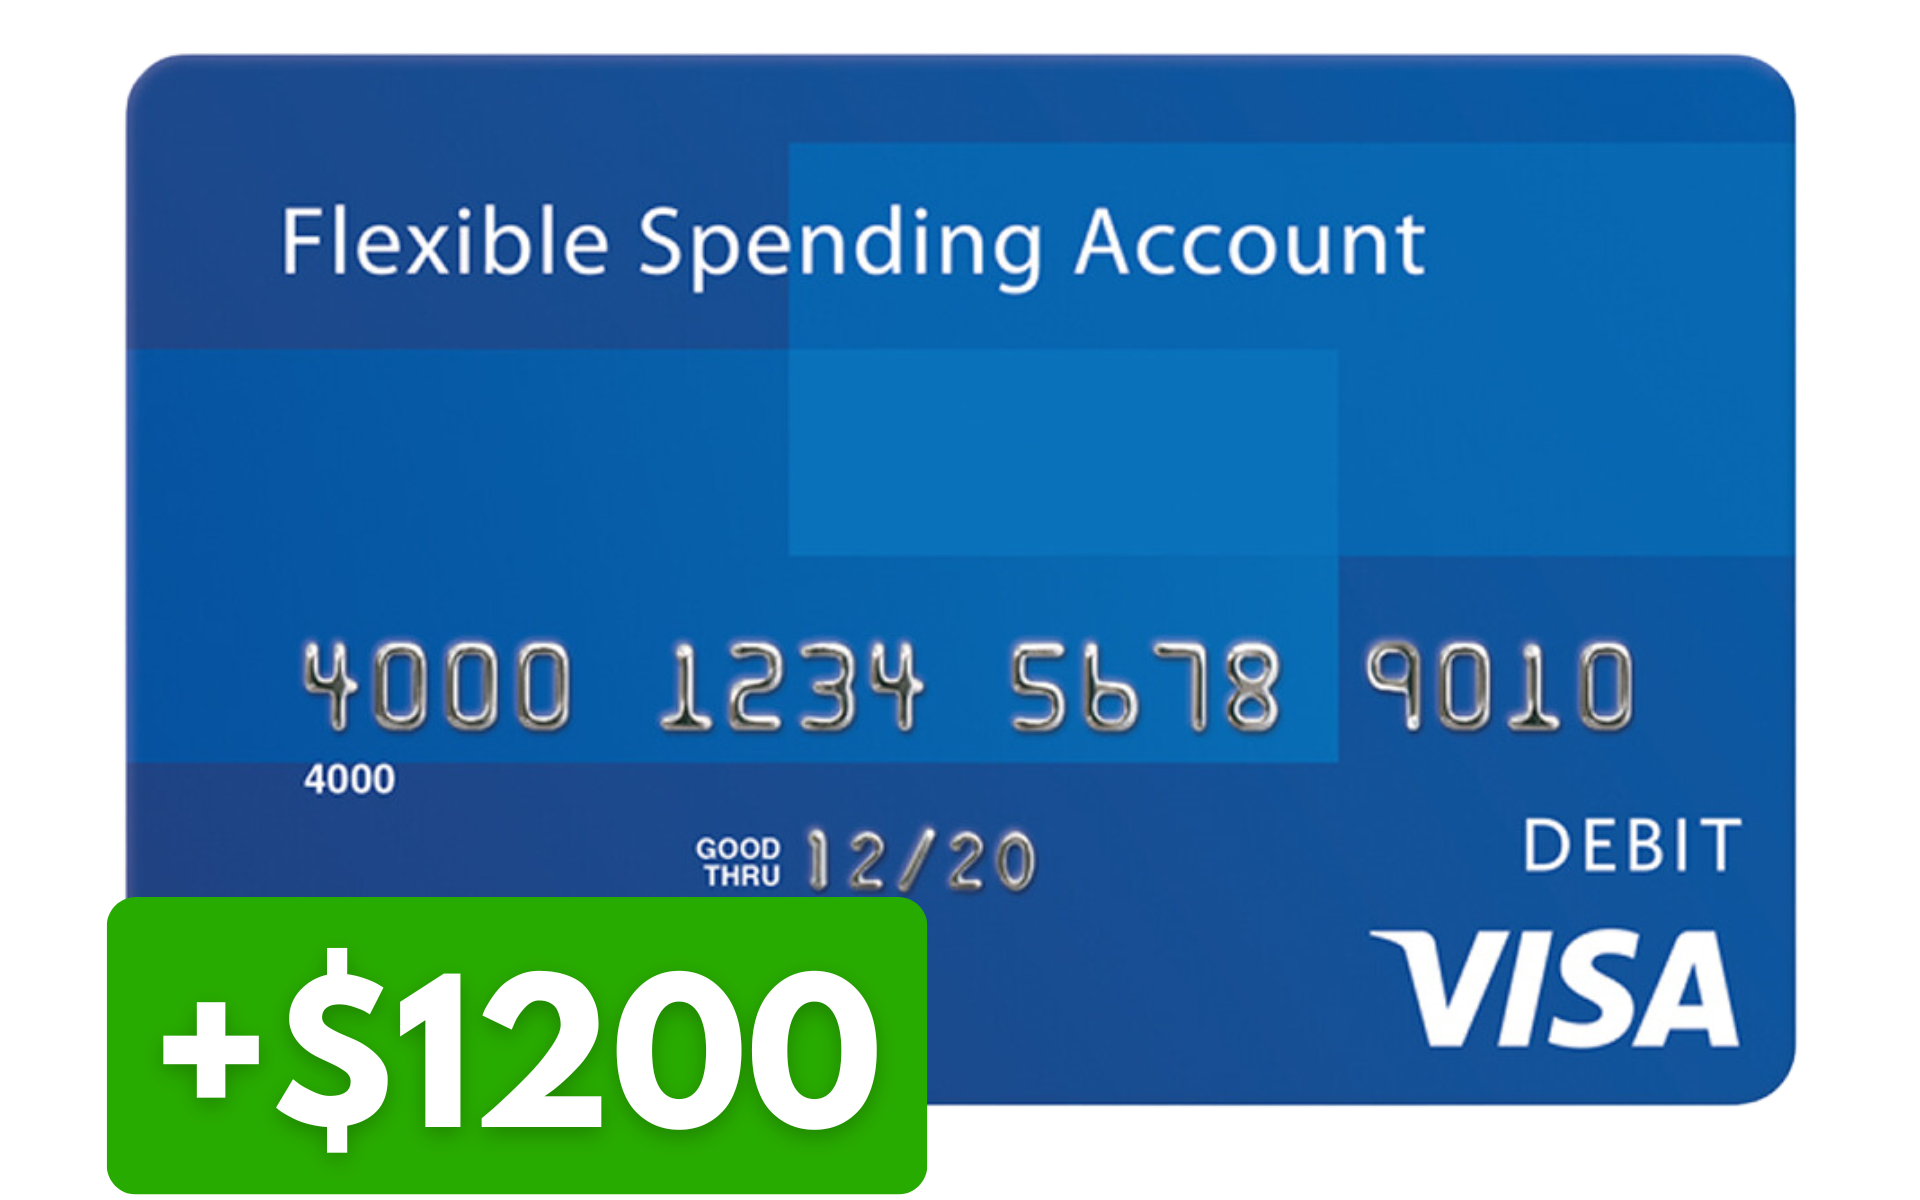 Flexible Spending Account
4000 1234 5678 9010
4000
GOOD
THRU 12/20
DEBIT
VISA
+$1200